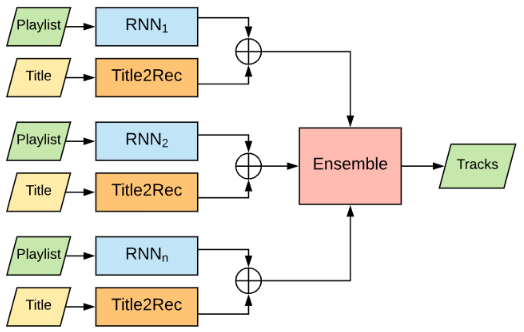 Playlist
RNN1
Title
Title2Rec
Playlist
RNN2
Title
Title2Rec
Ensemble
Tracks
Playlist
RNNn
Title
Title2Rec